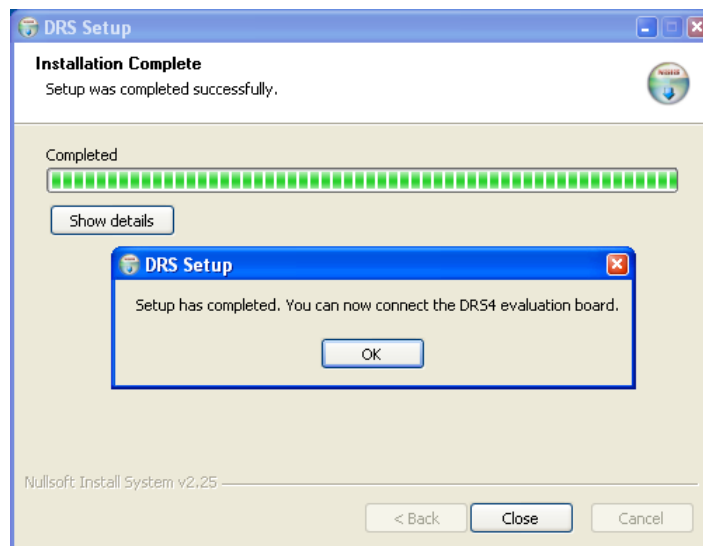 DRS Setup
Installation Complete
Setup was completed successfully.
Completed
Show details
DRS Setup
Setup has completed. You can now connect the DRS4 evaluation board.
OK
Nullsoft Install System v2.25
< Back Close Cancel